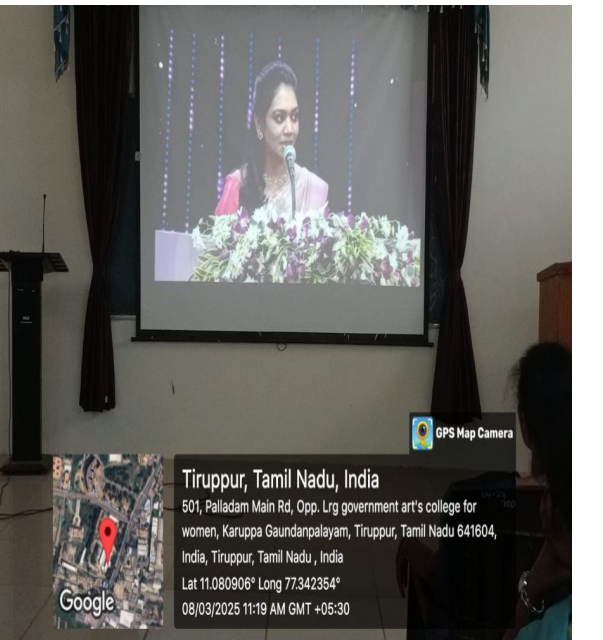 GPS Map Camera
Tiruppur, Tamil Nadu, India
501, Palladam Main Rd, Opp. Lrg government art's college for
women, Karuppa Gaundanpalayam, Tiruppur, Tamil Nadu 641604,
India, Tiruppur, Tamil Nadu , India
Lat 11.080906° Long 77.342354°
08/03/2025 11:19 AM GMT +05:30
Google